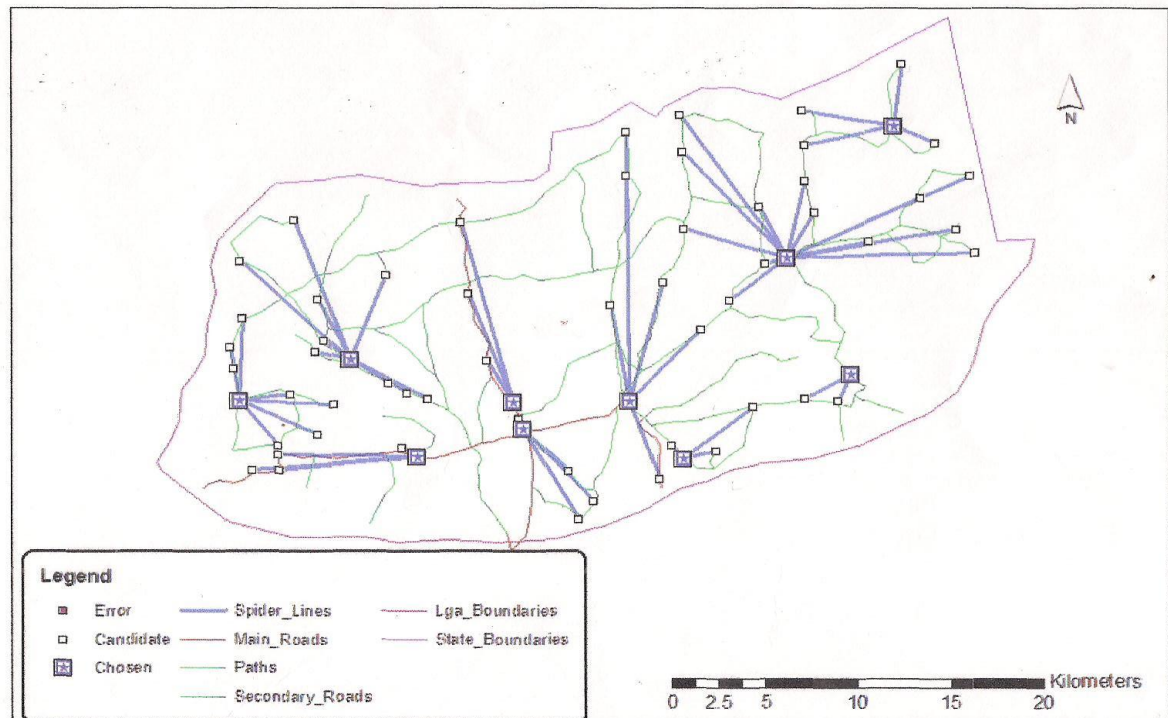 N
Legend
Error
Spider_Lines
Lga_Boundaries
Candidate
Main_Roads
State_Boundaries
Chosen
Paths
Secondary_Roads
Kilometers
0 2.5 5 10 15 20